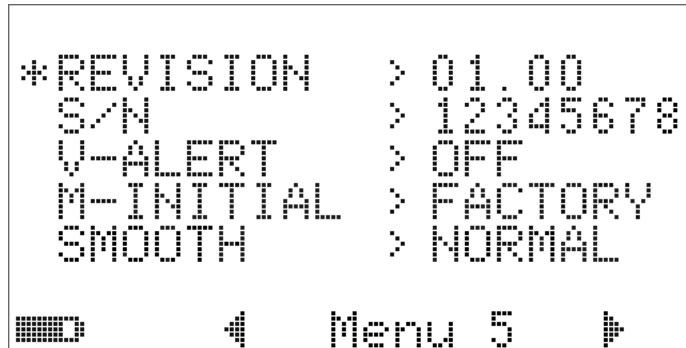 *REVISION > 01.00
S/N > 12345678
V-ALERT > OFF
M-INITIAL > FACTORY
SMOOTH > NORMAL
Menu 5